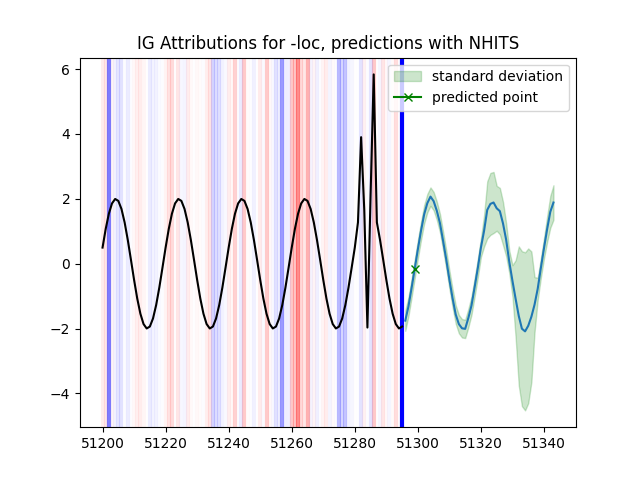 IG Attributions for -loc, predictions with NHITS
standard deviation
predicted point
6
4
2
0
−2
−4
51200 51220 51240 51260 51280 51300 51320 51340